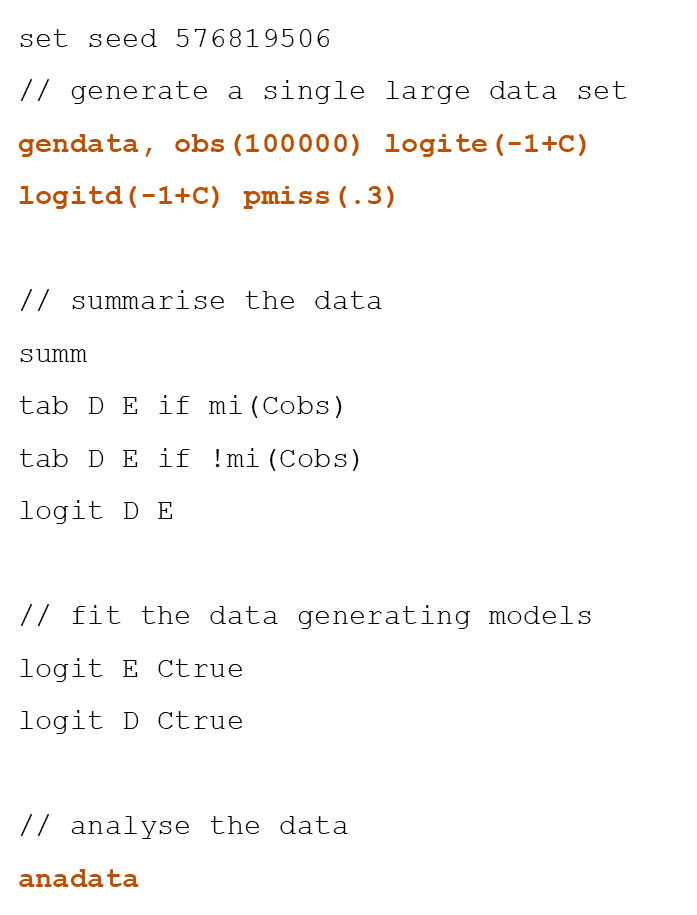 set seed 576819506
// generate a single large data set
gendata, obs(100000) logite(-1+C)
logitd(-1+C) pmiss(.3)
// summarise the data
summ
tab D E if mi(Cobs)
tab D E if !mi(Cobs)
logit D E
// fit the data generating models
logit E Ctrue
logit D Ctrue
// analyse the data
anadata